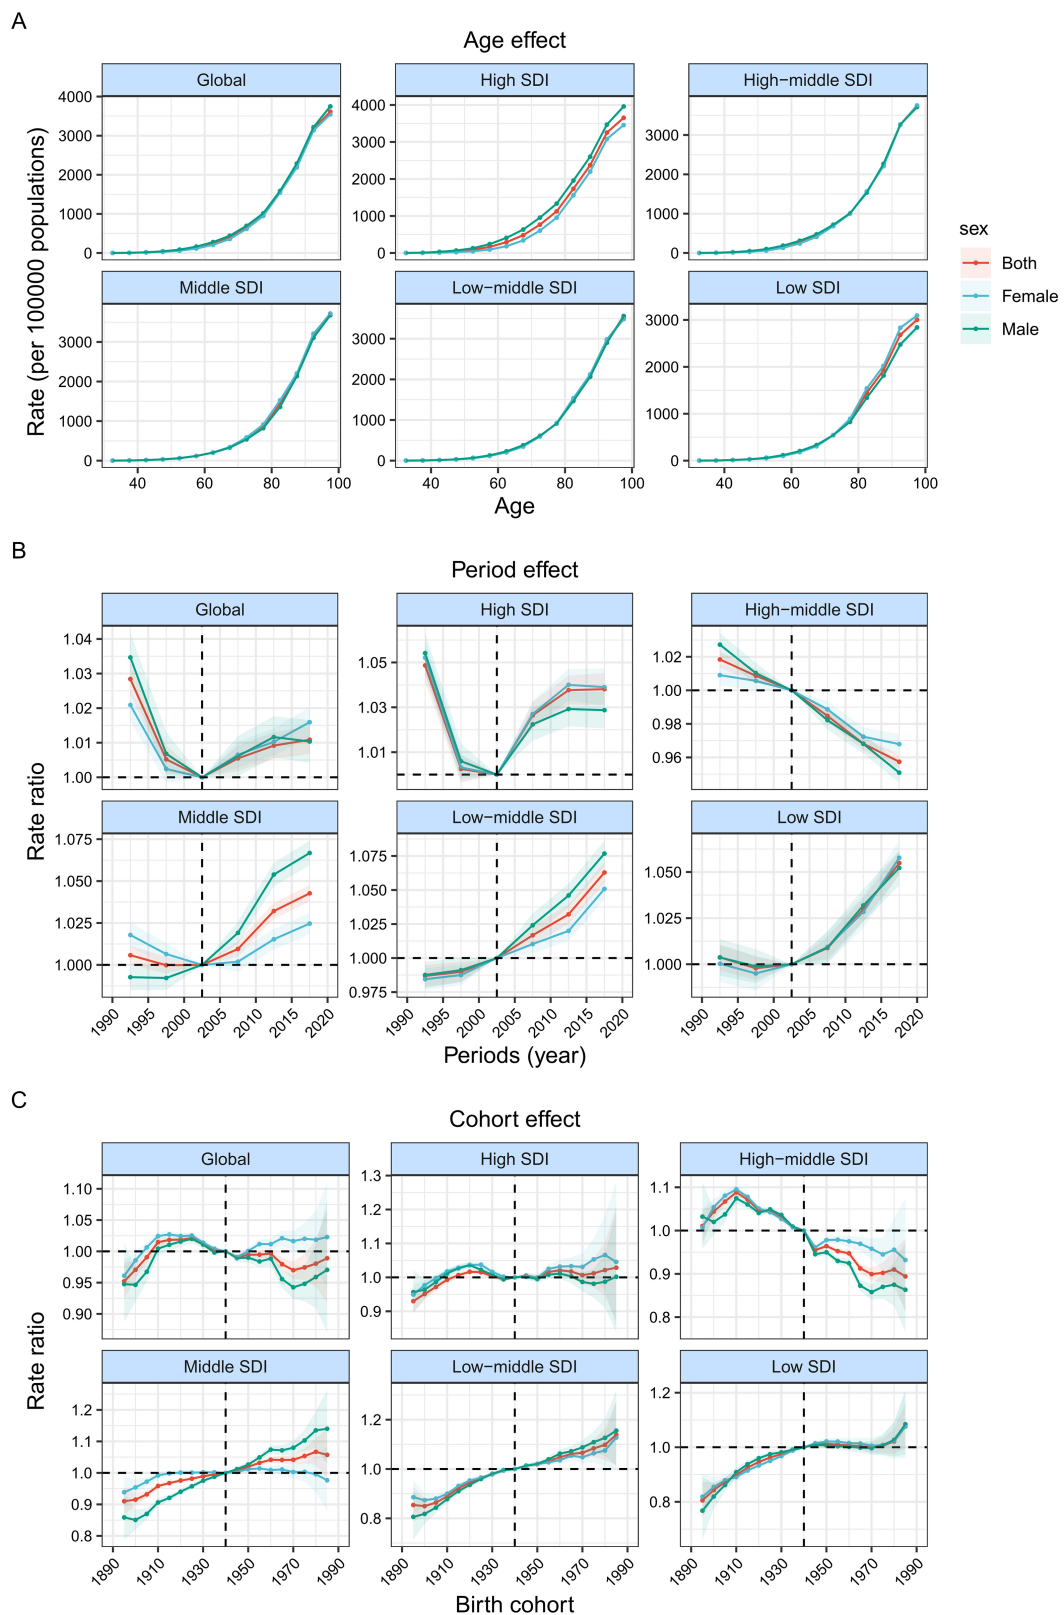 A
Age effect
Global
High SDI
High−middle SDI
4000
3000
2000
1000
0
4000
3000
2000
1000
0
3000
2000
1000
0
Middle SDI
Low−middle SDI
Low SDI
3000
2000
1000
0
3000
2000
1000
0
3000
2000
1000
0
40 60 80 100
40 60 80 100
40 60 80 100
Rate (per 100000 populations)
Age
sex
Both
Female
Male
B
Period effect
Global
High SDI
High−middle SDI
1.04
1.03
1.02
1.01
1.00
1.05
1.03
1.01
1.02
1.00
0.98
0.96
Middle SDI
Low−middle SDI
Low SDI
1.075
1.050
1.025
1.000
1.075
1.050
1.025
1.000
0.975
1.050
1.025
1.000
1990 1995 2000 2005 2010 2015 2020
1990 1995 2000 2005 2010 2015 2020
1990 1995 2000 2005 2010 2015 2020
Rate ratio
Periods (year)
C
Cohort effect
Global
High SDI
High−middle SDI
1.10
1.05
1.00
0.95
0.90
1.3
1.2
1.1
1.0
0.9
1.1
1.0
0.9
0.8
Middle SDI
Low−middle SDI
Low SDI
1.2
1.1
1.0
0.9
0.8
1.2
1.0
0.8
1.2
1.0
0.8
1890 1910 1930 1950 1970 1990
1890 1910 1930 1950 1970 1990
1890 1910 1930 1950 1970 1990
Rate ratio
Birth cohort